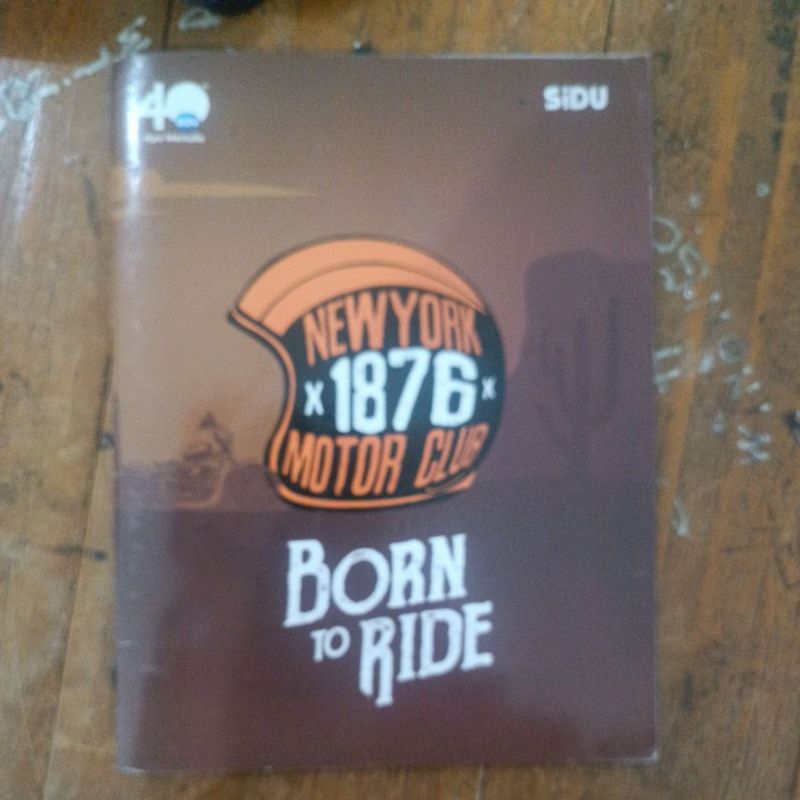 40
SiDU
NEWYORK
x 1876 x
MOTOR CLUB
BORN
TO RIDE